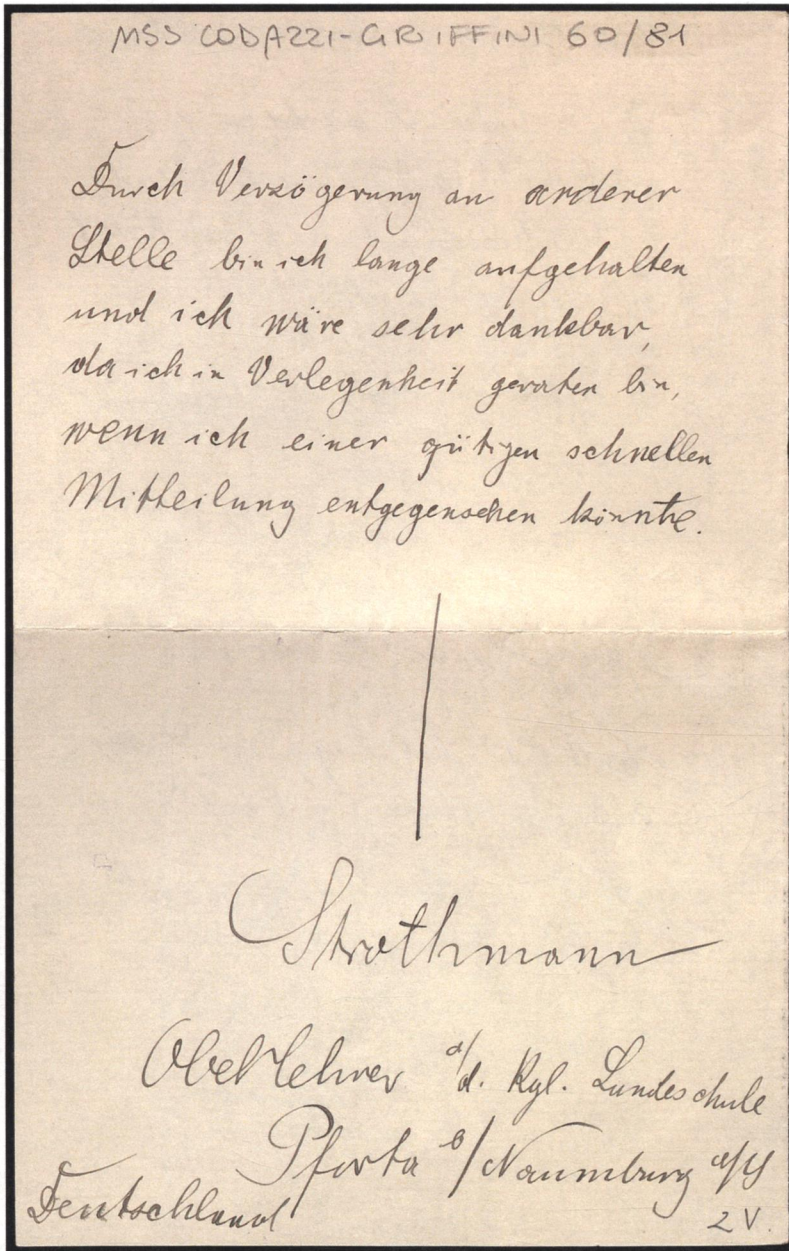 MSS CODAZZI-GRIFFINI 60/81
Durch Verzögerung an anderer
Stelle bin ich lange aufgehalten
und ich wäre sehr dankbar,
da ich in Verlegenheit geraten bin,
wenn ich einer gütigen schnellen
Mittheilung entgegensehen könnte.
Strothmann
Oberlehrer a/d. Kgl. Landesschule
Pforta b/Naumburg a/S
Deutschland
2 V.